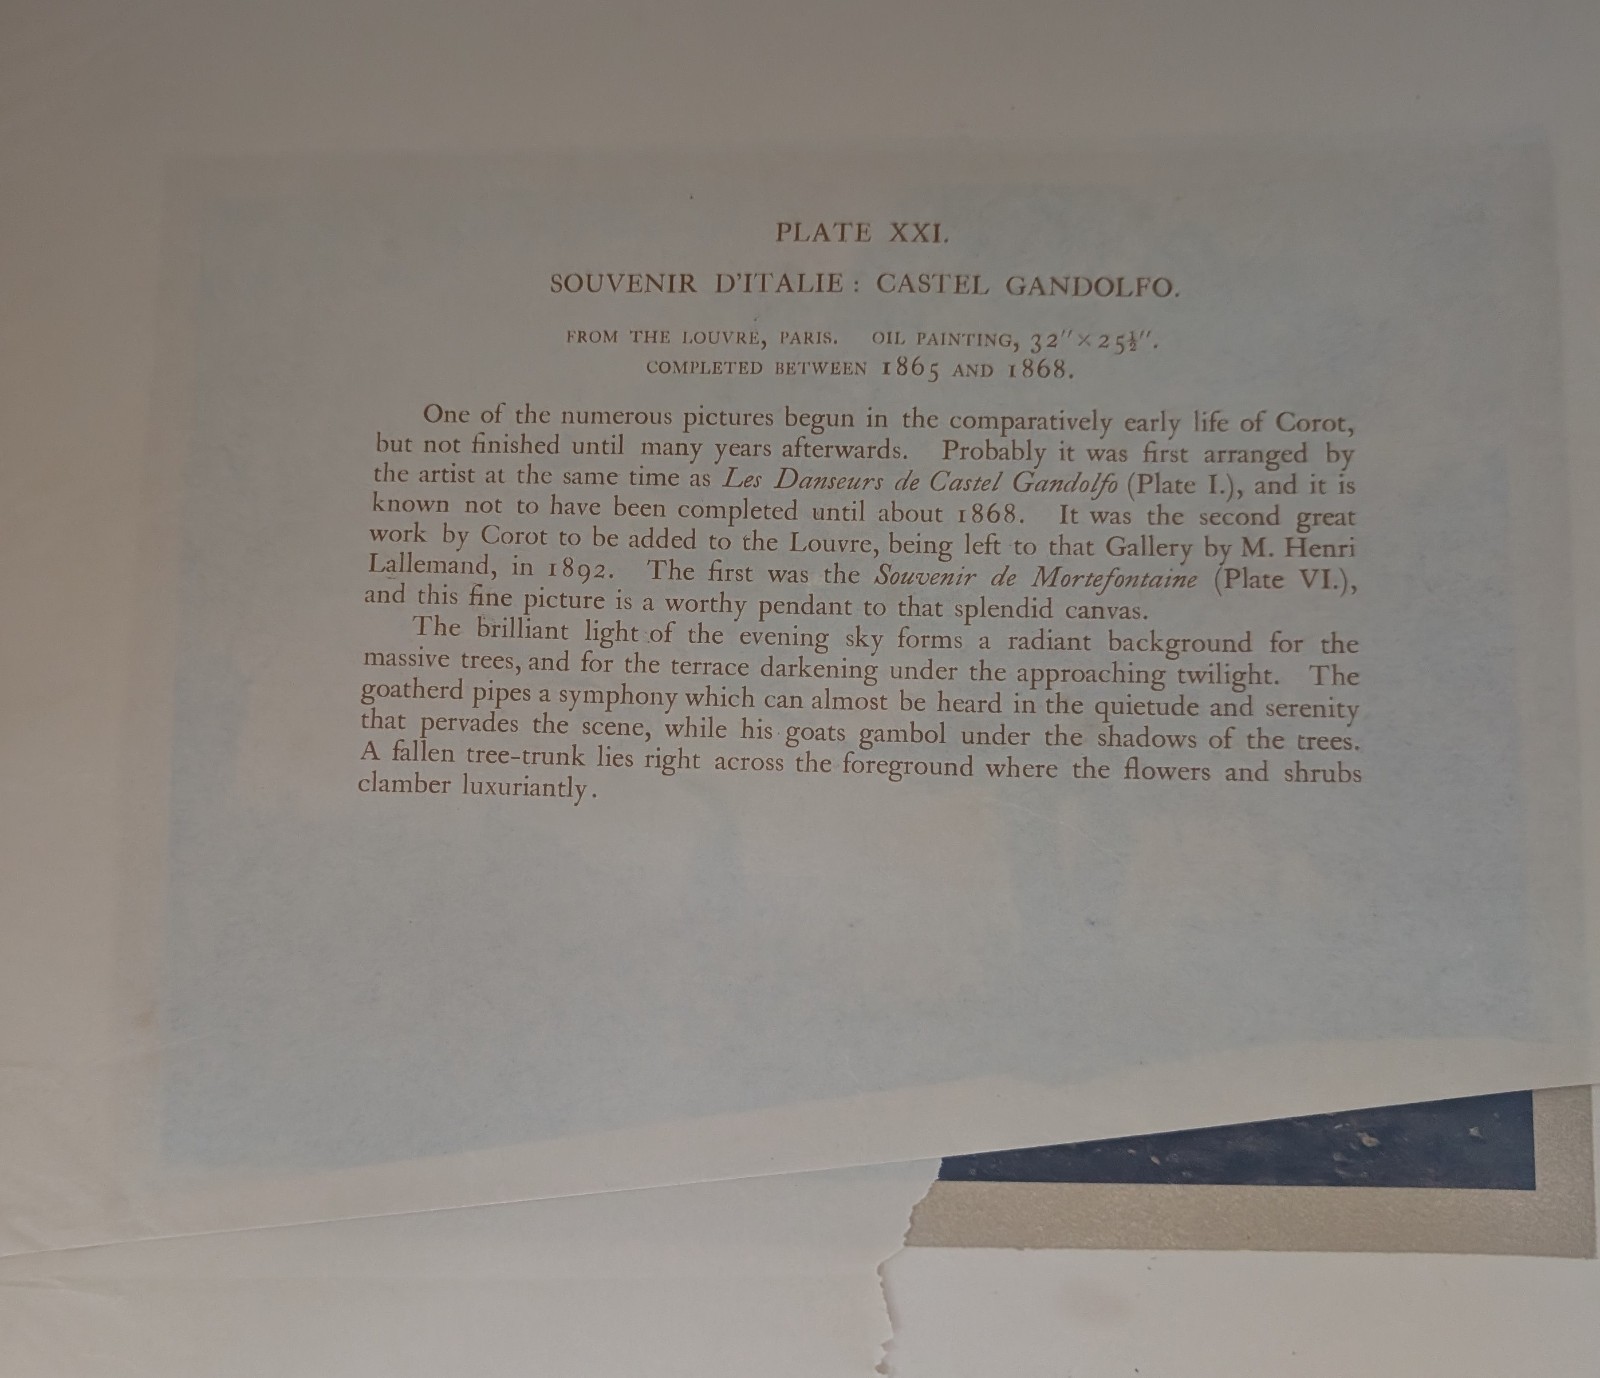 PLATE XXI.
SOUVENIR D'ITALIE : CASTEL GANDOLFO.
FROM THE LOUVRE, PARIS. OIL PAINTING, 32″ × 25½″.
COMPLETED BETWEEN 1865 AND 1868.
One of the numerous pictures begun in the comparatively early life of Corot,
but not finished until many years afterwards. Probably it was first arranged by
the artist at the same time as Les Danseurs de Castel Gandolfo (Plate I.), and it is
known not to have been completed until about 1868. It was the second great
work by Corot to be added to the Louvre, being left to that Gallery by M. Henri
Lallemand, in 1892. The first was the Souvenir de Mortefontaine (Plate VI.),
and this fine picture is a worthy pendant to that splendid canvas.
The brilliant light of the evening sky forms a radiant background for the
massive trees, and for the terrace darkening under the approaching twilight. The
goatherd pipes a symphony which can almost be heard in the quietude and serenity
that pervades the scene, while his goats gambol under the shadows of the trees.
A fallen tree-trunk lies right across the foreground where the flowers and shrubs
clamber luxuriantly.